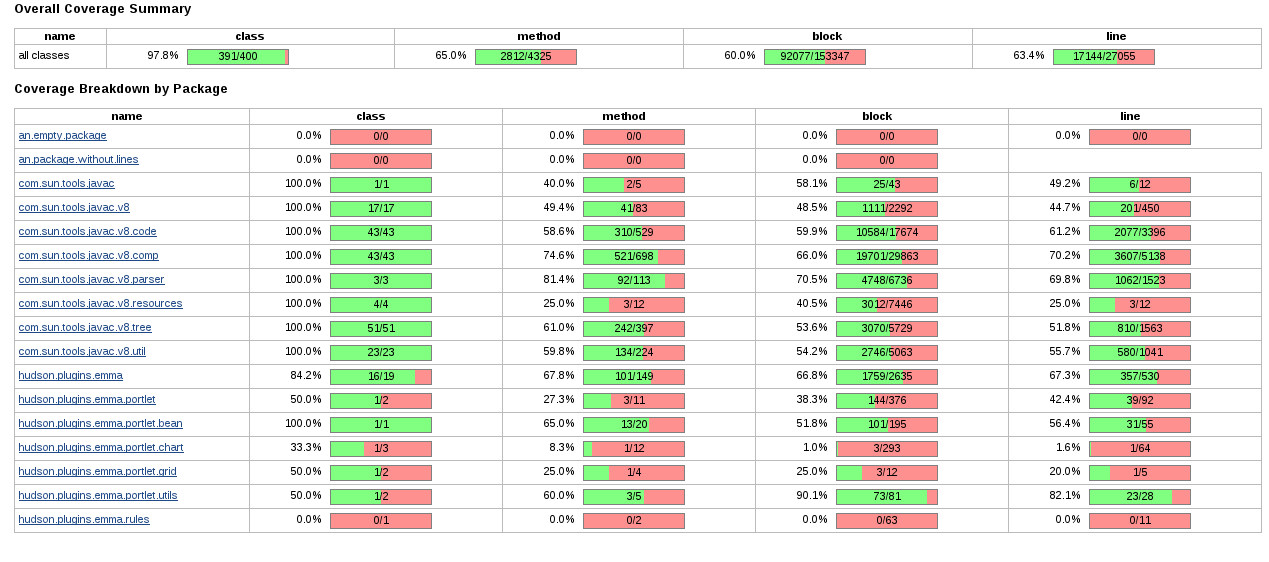 Overall Coverage Summary
name class method block line
all classes 97.8% 391/400 65.0% 2812/4325 60.0% 92077/153347 63.4% 17144/27055
Coverage Breakdown by Package
name class method block line
an.empty.package 0.0% 0/0 0.0% 0/0 0.0% 0/0 0.0% 0/0
an.package.without.lines 0.0% 0/0 0.0% 0/0 0.0% 0/0
com.sun.tools.javac 100.0% 1/1 40.0% 2/5 58.1% 25/43 49.2% 6/12
com.sun.tools.javac.v8 100.0% 17/17 49.4% 41/83 48.5% 1111/2292 44.7% 201/450
com.sun.tools.javac.v8.code 100.0% 43/43 58.6% 310/529 59.9% 10584/17674 61.2% 2077/3396
com.sun.tools.javac.v8.comp 100.0% 43/43 74.6% 521/698 66.0% 19701/29863 70.2% 3607/5138
com.sun.tools.javac.v8.parser 100.0% 3/3 81.4% 92/113 70.5% 4748/6736 69.8% 1062/1523
com.sun.tools.javac.v8.resources 100.0% 4/4 25.0% 3/12 40.5% 3012/7446 25.0% 3/12
com.sun.tools.javac.v8.tree 100.0% 51/51 61.0% 242/397 53.6% 3070/5729 51.8% 810/1563
com.sun.tools.javac.v8.util 100.0% 23/23 59.8% 134/224 54.2% 2746/5063 55.7% 580/1041
hudson.plugins.emma 84.2% 16/19 67.8% 101/149 66.8% 1759/2635 67.3% 357/530
hudson.plugins.emma.portlet 50.0% 1/2 27.3% 3/11 38.3% 144/376 42.4% 39/92
hudson.plugins.emma.portlet.bean 100.0% 1/1 65.0% 13/20 51.8% 101/195 56.4% 31/55
hudson.plugins.emma.portlet.chart 33.3% 1/3 8.3% 1/12 1.0% 3/293 1.6% 1/64
hudson.plugins.emma.portlet.grid 50.0% 1/2 25.0% 1/4 25.0% 3/12 20.0% 1/5
hudson.plugins.emma.portlet.utils 50.0% 1/2 60.0% 3/5 90.1% 73/81 82.1% 23/28
hudson.plugins.emma.rules 0.0% 0/1 0.0% 0/2 0.0% 0/63 0.0% 0/11